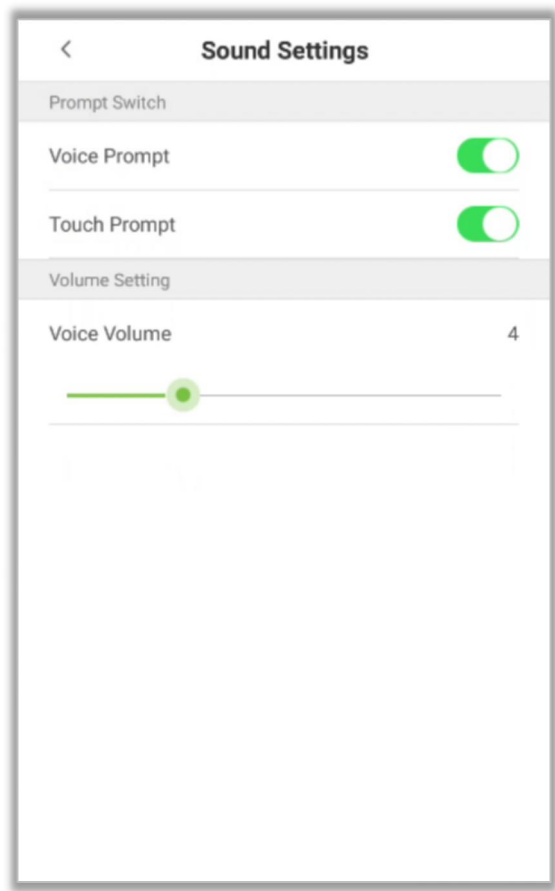 Sound Settings
Prompt Switch
Voice Prompt
Touch Prompt
Volume Setting
Voice Volume 4